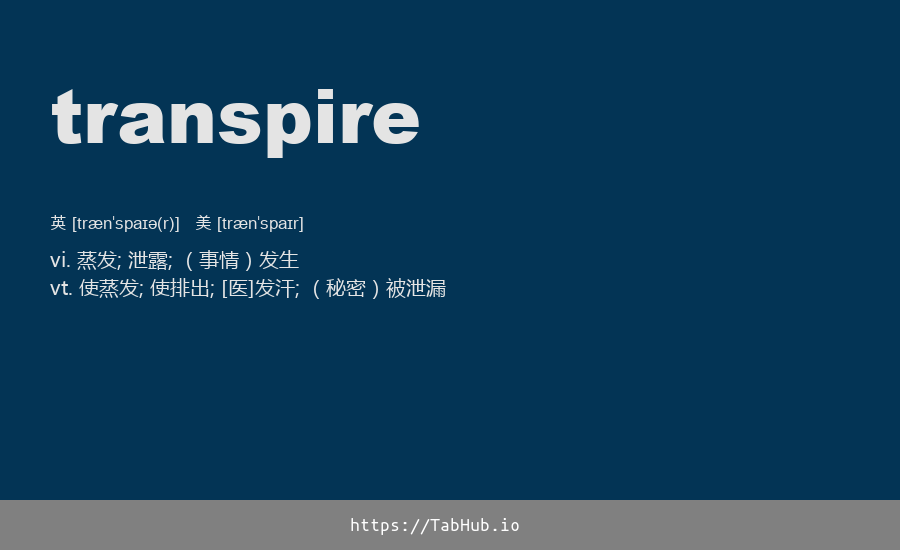 transpire
英 [træn'spaɪə(r)] 美 [træn'spaɪr]
vi. 蒸发; 泄露; （事情）发生
vt. 使蒸发; 使排出; [医]发汗; （秘密）被泄漏
https://TabHub.io